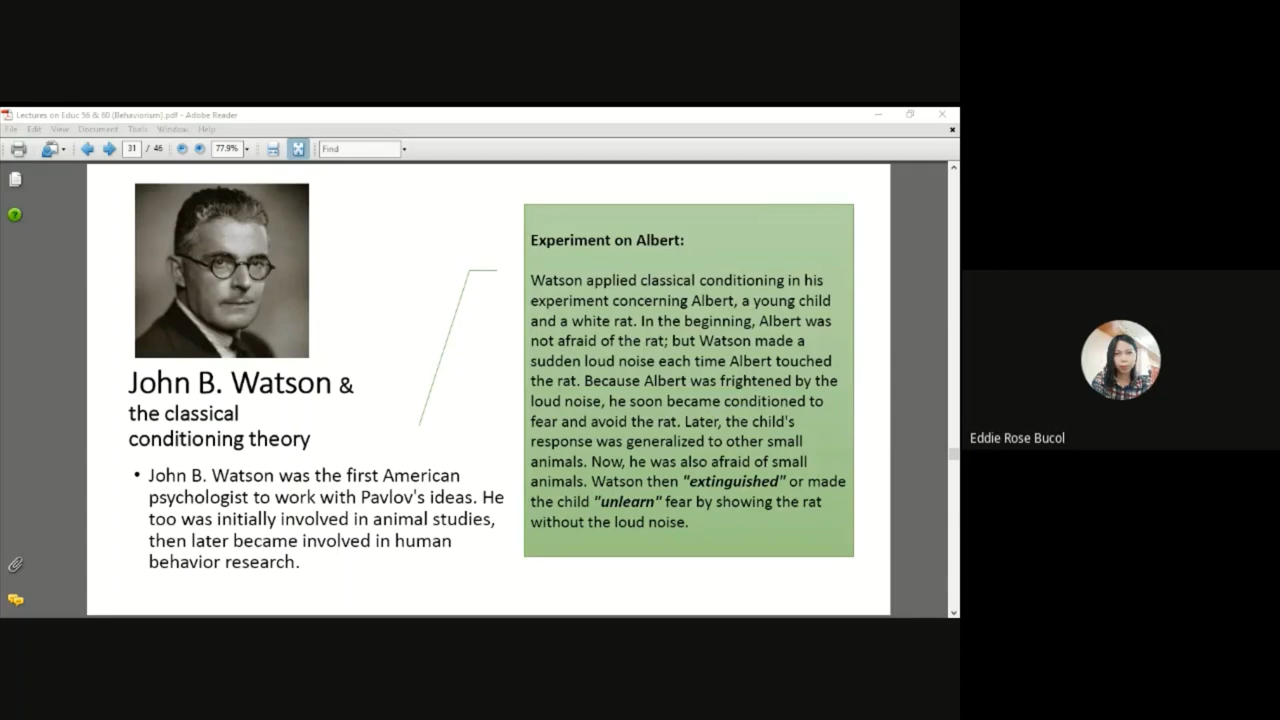 Lectures on Educ 56 & 60 (Behaviorism).pdf - Adobe Reader
File Edit View Document Tools Window Help
31 / 46 77.9% Find
John B. Watson &
the classical
conditioning theory
• John B. Watson was the first American
psychologist to work with Pavlov's ideas. He
too was initially involved in animal studies,
then later became involved in human
behavior research.
Experiment on Albert:
Watson applied classical conditioning in his
experiment concerning Albert, a young child
and a white rat. In the beginning, Albert was
not afraid of the rat; but Watson made a
sudden loud noise each time Albert touched
the rat. Because Albert was frightened by the
loud noise, he soon became conditioned to
fear and avoid the rat. Later, the child's
response was generalized to other small
animals. Now, he was also afraid of small
animals. Watson then "extinguished" or made
the child "unlearn" fear by showing the rat
without the loud noise.
Eddie Rose Bucol